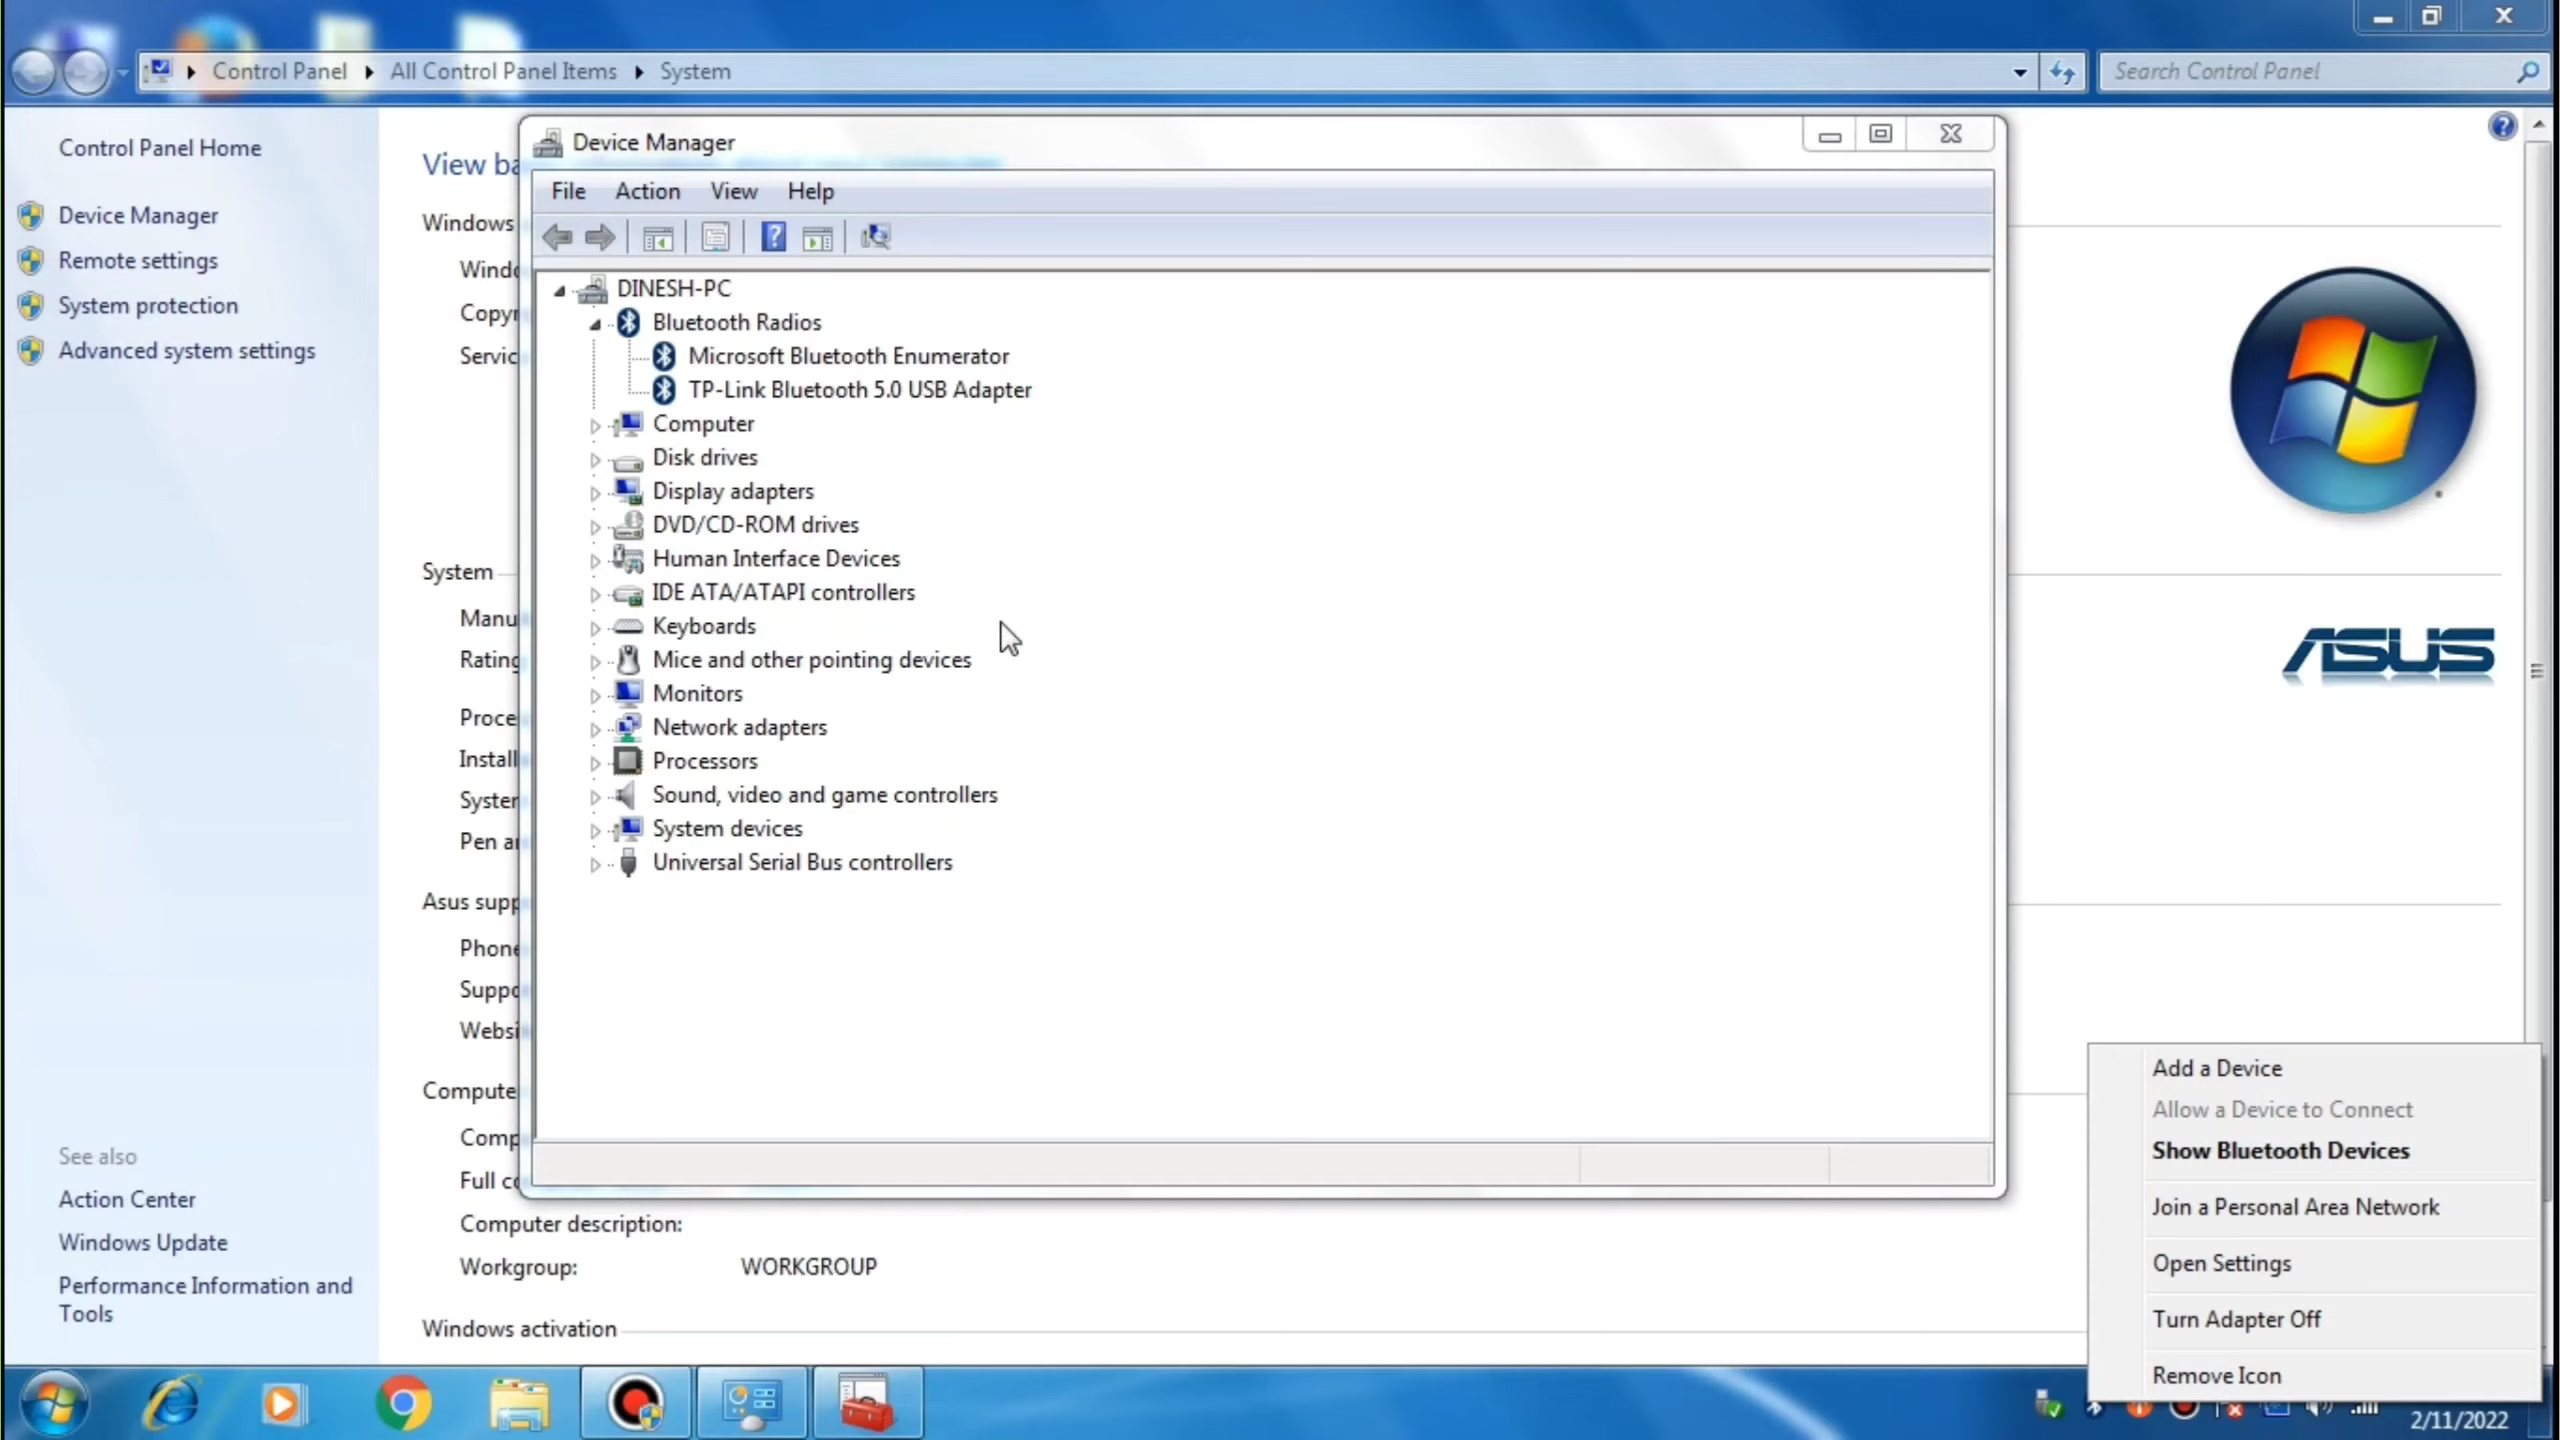 Control Panel
All Control Panel Items
System
Search Control Panel
Control Panel Home
Device Manager
Remote settings
System protection
Advanced system settings
See also
Action Center
Windows Update
Performance Information and
Tools
View ba
Windows
Windo
Copyr
Servic
System
Manu
Rating
Proce
Install
System
Pen a
Asus supp
Phone
Suppo
Websi
Compute
Comp
Full co
Computer description:
Workgroup: WORKGROUP
Windows activation
ASUS
Device Manager
File Action View Help
DINESH-PC
Bluetooth Radios
Microsoft Bluetooth Enumerator
TP-Link Bluetooth 5.0 USB Adapter
Computer
Disk drives
Display adapters
DVD/CD-ROM drives
Human Interface Devices
IDE ATA/ATAPI controllers
Keyboards
Mice and other pointing devices
Monitors
Network adapters
Processors
Sound, video and game controllers
System devices
Universal Serial Bus controllers
Add a Device
Allow a Device to Connect
Show Bluetooth Devices
Join a Personal Area Network
Open Settings
Turn Adapter Off
Remove Icon
2/11/2022